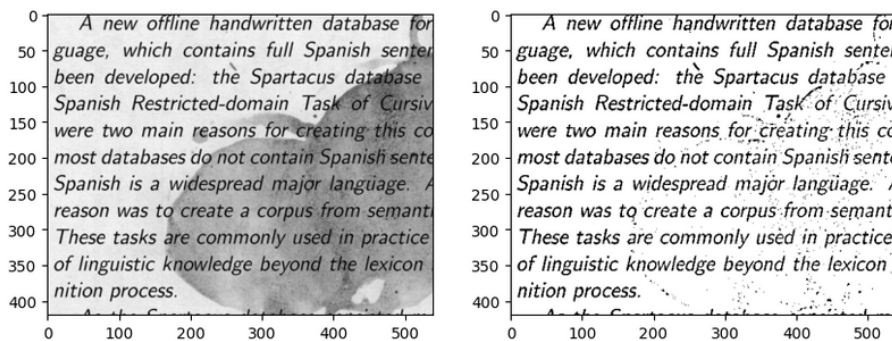 0
50
100
150
200
250
300
350
400
A new offline handwritten database for
guage, which contains full Spanish senten
been developed: the Spartacus database
Spanish Restricted-domain Task of Cursiv
were two main reasons for creating this co
most databases do not contain Spanish sente
Spanish is a widespread major language. A
reason was to create a corpus from semanti
These tasks are commonly used in practice
of linguistic knowledge beyond the lexicon
nition process.
0 100 200 300 400 500
0
50
100
150
200
250
300
350
400
A new offline handwritten database for
guage, which contains full Spanish senten
been developed: the Spartacus database
Spanish Restricted-domain Task of Cursiv
were two main reasons for creating this co
most databases do not contain Spanish sente
Spanish is a widespread major language. A
reason was to create a corpus from semant
These tasks are commonly used in practice
of linguistic knowledge beyond the lexicon
nition process.
0 100 200 300 400 500